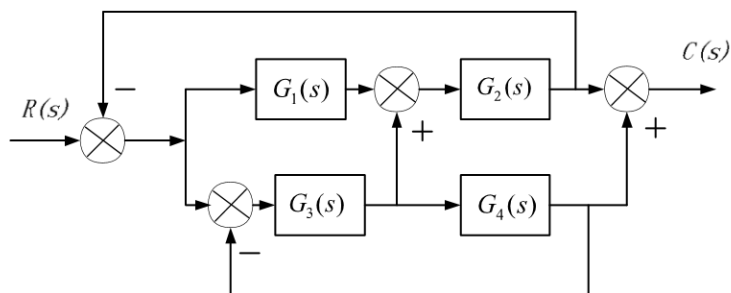 C(s)
−
G₁(s)
G₂(s)
R(s)
+
+
G₃(s)
G₄(s)
−